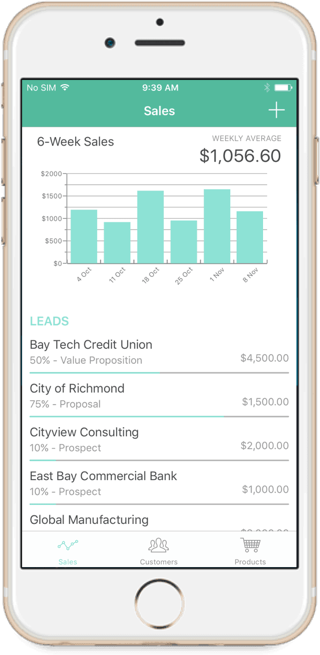 No SIM 9:39 AM
Sales
6-Week Sales
WEEKLY AVERAGE
$1,056.60
$2000
$1500
$1000
$500
$0
4 Oct
11 Oct
18 Oct
25 Oct
1 Nov
8 Nov
LEADS
Bay Tech Credit Union
50% - Value Proposition
$4,500.00
City of Richmond
75% - Proposal
$1,500.00
Cityview Consulting
10% - Prospect
$2,000.00
East Bay Commercial Bank
10% - Prospect
$1,000.00
Global Manufacturing
Sales
Customers
Products